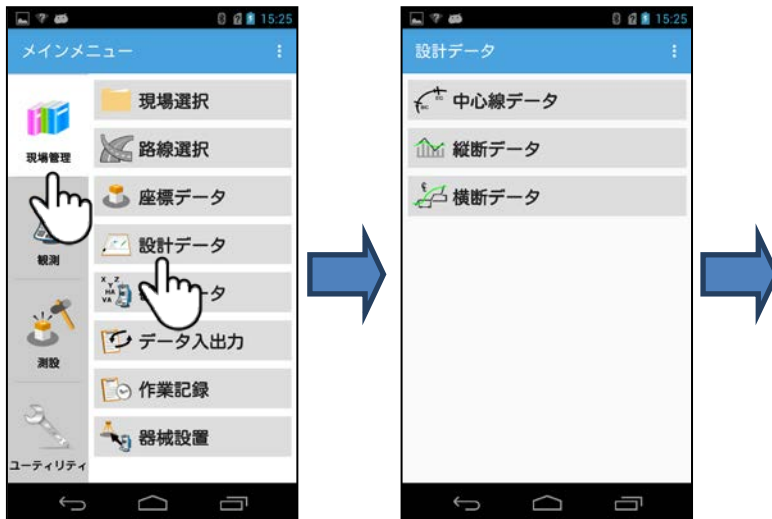 15:25
メインメニュー
現場管理
観測
測設
ユーティリティ
現場選択
路線選択
座標データ
設計データ
X Y Z
HA
VA
ータ
データ入出力
作業記録
器械設置
15:25
設計データ
中心線データ
縦断データ
横断データ